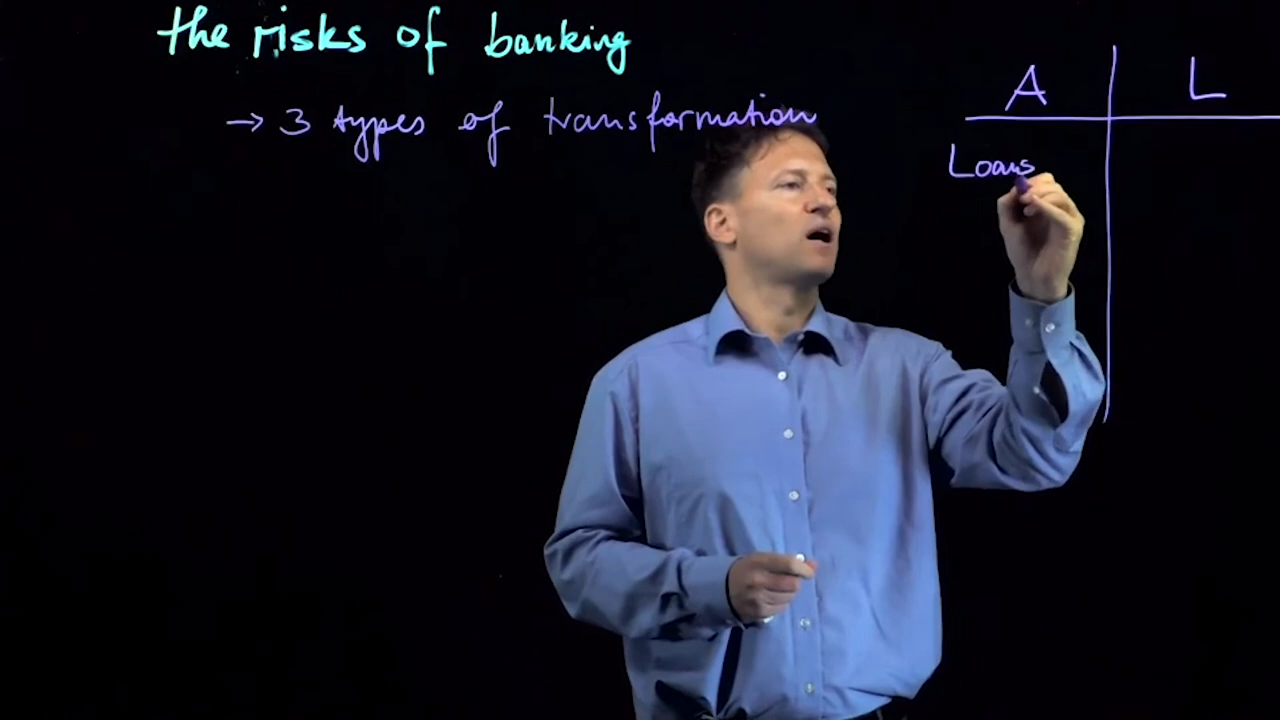 the risks of banking
→ 3 types of transformation
A L
Loans